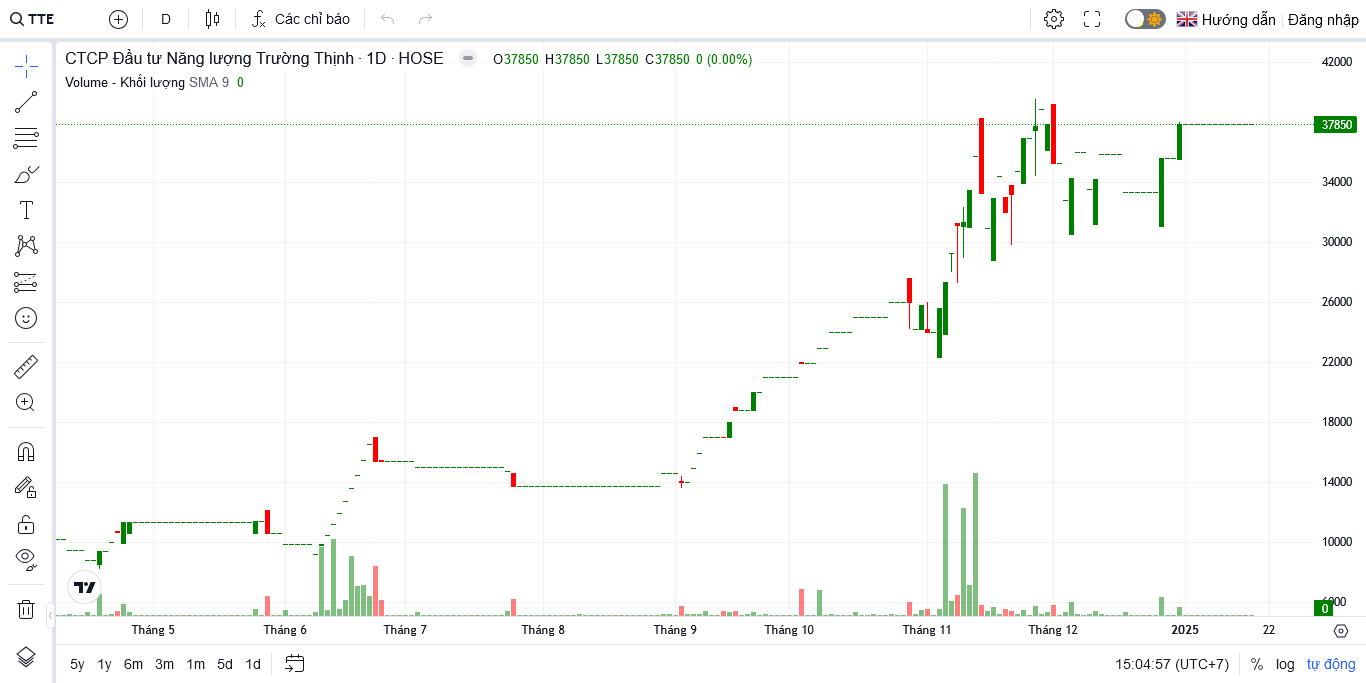 TTE D Các chỉ báo Hướng dẫn Đăng nhập
CTCP Đầu tư Năng lượng Trường Thịnh · 1D · HOSE O37850 H37850 L37850 C37850 0 (0.00%)
Volume - Khối lượng SMA 9 0
42000
37850
34000
30000
26000
22000
18000
14000
10000
6000
0
Tháng 5 Tháng 6 Tháng 7 Tháng 8 Tháng 9 Tháng 10 Tháng 11 Tháng 12 2025 22
5y 1y 6m 3m 1m 5d 1d 15:04:57 (UTC+7) % log tự động